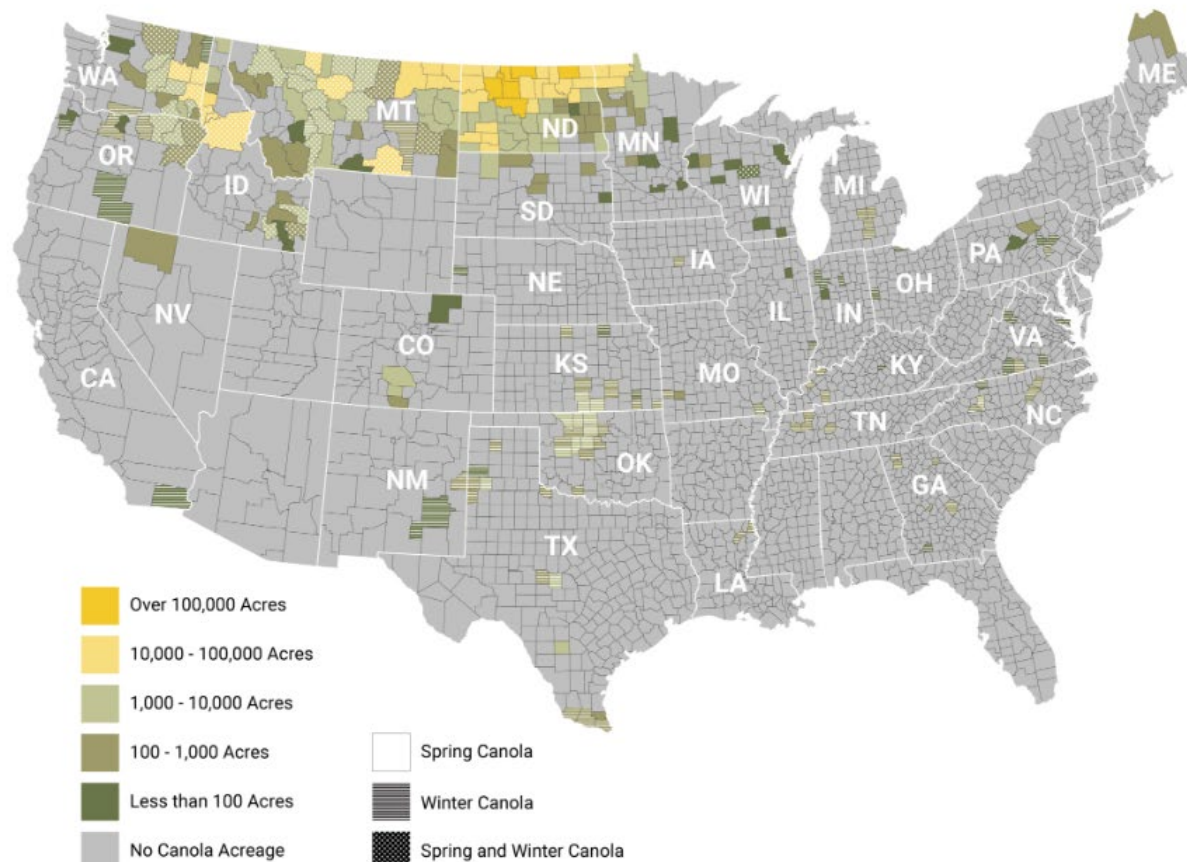 WA
MT
ND
MN
ME
OR
ID
SD
WI
MI
NV
NE
IA
PA
CA
CO
KS
MO
IL
IN
OH
VA
KY
NM
OK
TN
NC
TX
GA
LA
Over 100,000 Acres
10,000 - 100,000 Acres
1,000 - 10,000 Acres
100 - 1,000 Acres
Less than 100 Acres
No Canola Acreage
Spring Canola
Winter Canola
Spring and Winter Canola